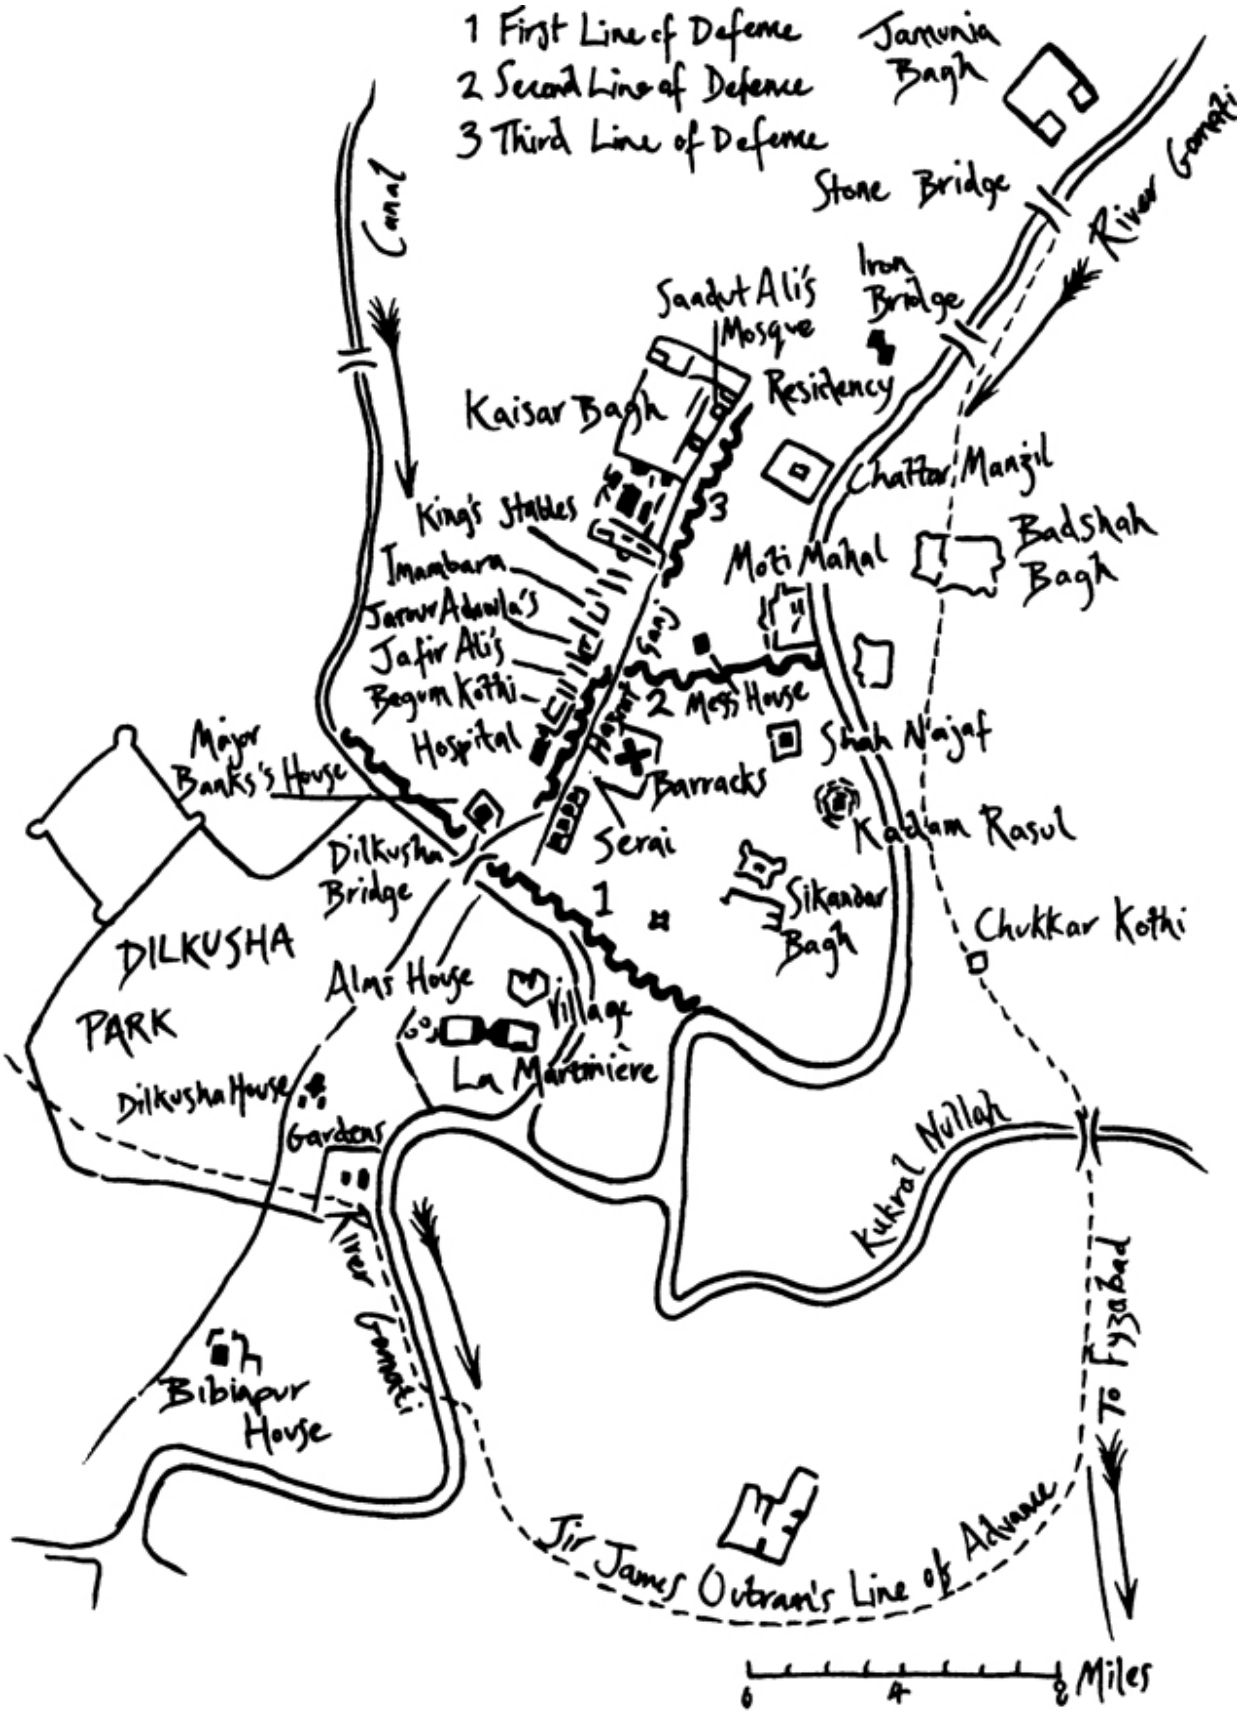 1 First Line of Defence
2 Second Line of Defence
3 Third Line of Defence
Jamunia
Bagh
River Gomati
Stone Bridge
Canal
Iron
Bridge
Saadut Ali's
Mosque
Residency
Kaisar Bagh
Chattar Manzil
King's Stables
3
Badshah
Bagh
Moti Mahal
Imambara
Jafir Ali's
Begum Kothi
Hazrat Ganj
2
Mess House
Hospital
Shah Najaf
Major
Banks's House
Barracks
Kadam Rasul
Serai
Dilkusha
Bridge
1
Sikandar
Bagh
Chukkar Kothi
DILKUSHA
PARK
Alms House
Village
La Martinière
Dilkusha House
Gardens
Kukral Nullah
River Gomati
To Fyzabad
Bibiapur
House
Sir James Outram's Line of Advance
0 4 8 Miles